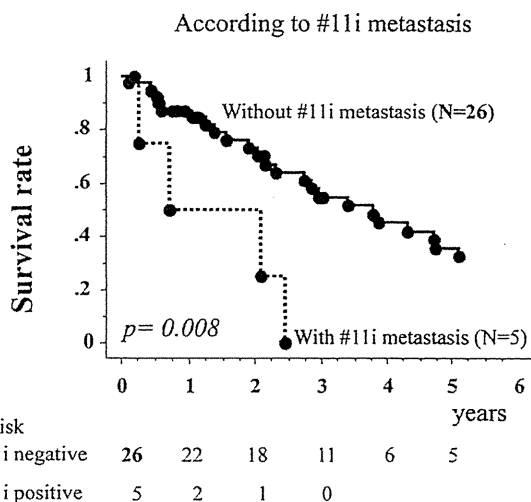 According to #11i metastasis
Survival rate
1
.8
.6
.4
.2
0
Without #11i metastasis (N=26)
p= 0.008
With #11i metastasis (N=5)
0 1 2 3 4 5 6
years
isk
i negative 26 22 18 11 6 5
i positive 5 2 1 0